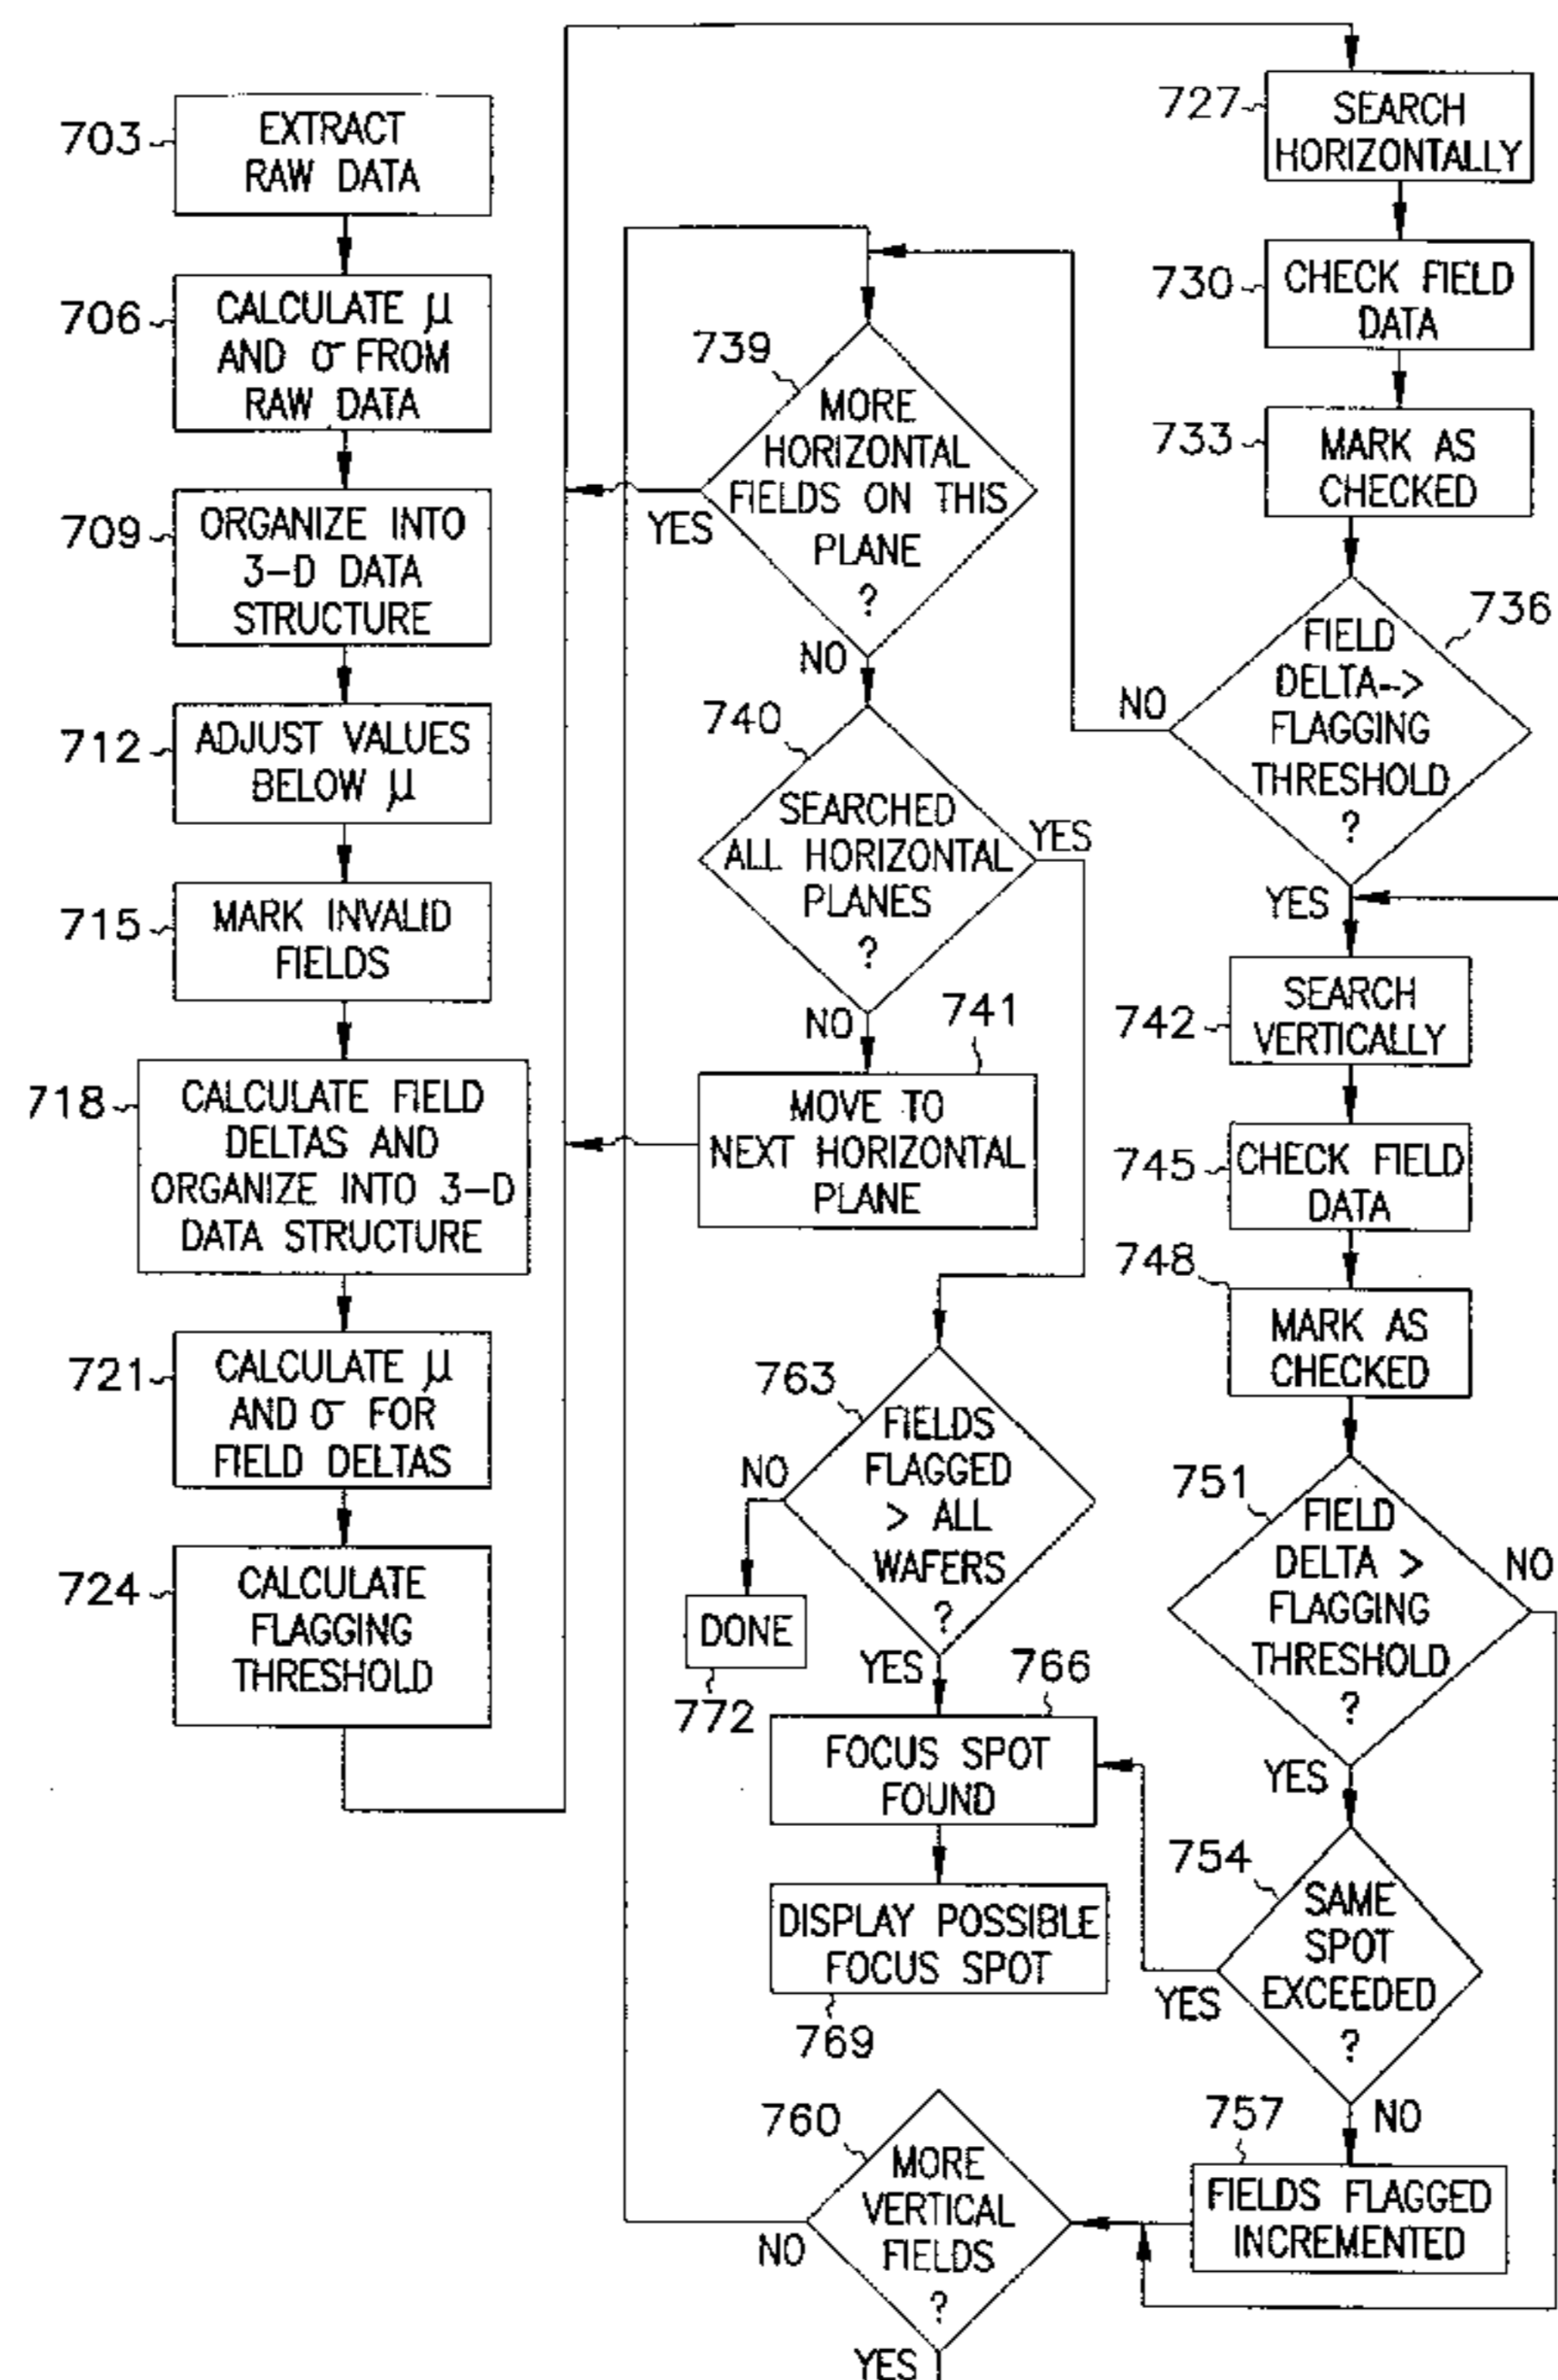 703
EXTRACT
RAW DATA
706
CALCULATE μ
AND σ FROM
RAW DATA
709
ORGANIZE INTO
3-D DATA
STRUCTURE
712
ADJUST VALUES
BELOW μ
715
MARK INVALID
FIELDS
718
CALCULATE FIELD
DELTAS AND
ORGANIZE INTO 3-D
DATA STRUCTURE
721
CALCULATE μ
AND σ FOR
FIELD DELTAS
724
CALCULATE
FLAGGING
THRESHOLD
727
SEARCH
HORIZONTALLY
730
CHECK FIELD
DATA
733
MARK AS
CHECKED
736
FIELD
DELTA-->
FLAGGING
THRESHOLD
?
NO
YES
739
MORE
HORIZONTAL
FIELDS ON THIS
PLANE
?
YES
NO
740
SEARCHED
ALL HORIZONTAL
PLANES
?
YES
NO
741
MOVE TO
NEXT HORIZONTAL
PLANE
742
SEARCH
VERTICALLY
745
CHECK FIELD
DATA
748
MARK AS
CHECKED
751
FIELD
DELTA >
FLAGGING
THRESHOLD
?
NO
YES
754
SAME
SPOT
EXCEEDED
?
YES
NO
757
FIELDS FLAGGED
INCREMENTED
760
MORE
VERTICAL
FIELDS
?
NO
YES
763
FIELDS
FLAGGED
> ALL
WAFERS
?
NO
YES
DONE
772
766
FOCUS SPOT
FOUND
DISPLAY POSSIBLE
FOCUS SPOT
769